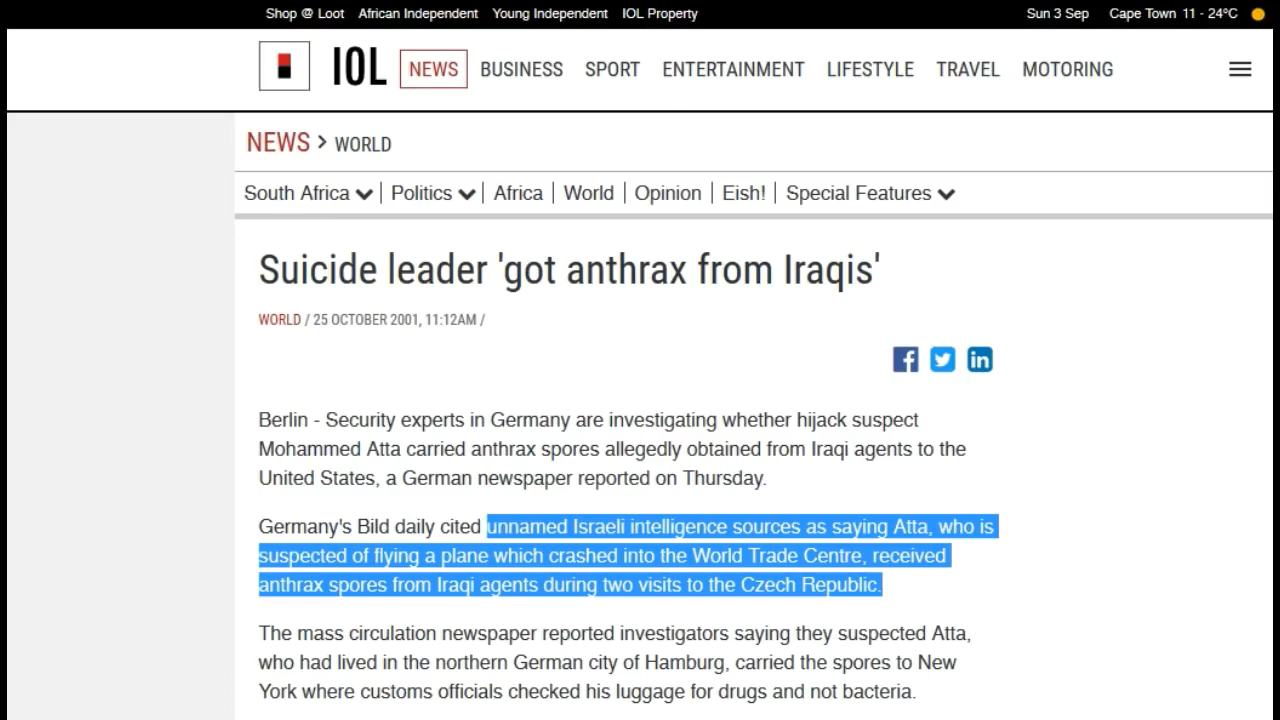 Shop @ Loot African Independent Young Independent IOL Property Sun 3 Sep Cape Town 11 - 24°C
IOL NEWS BUSINESS SPORT ENTERTAINMENT LIFESTYLE TRAVEL MOTORING
NEWS > WORLD
South Africa | Politics | Africa | World | Opinion | Eish! | Special Features
Suicide leader 'got anthrax from Iraqis'
WORLD / 25 OCTOBER 2001, 11:12AM /
Berlin - Security experts in Germany are investigating whether hijack suspect
Mohammed Atta carried anthrax spores allegedly obtained from Iraqi agents to the
United States, a German newspaper reported on Thursday.
Germany's Bild daily cited unnamed Israeli intelligence sources as saying Atta, who is
suspected of flying a plane which crashed into the World Trade Centre, received
anthrax spores from Iraqi agents during two visits to the Czech Republic.
The mass circulation newspaper reported investigators saying they suspected Atta,
who had lived in the northern German city of Hamburg, carried the spores to New
York where customs officials checked his luggage for drugs and not bacteria.